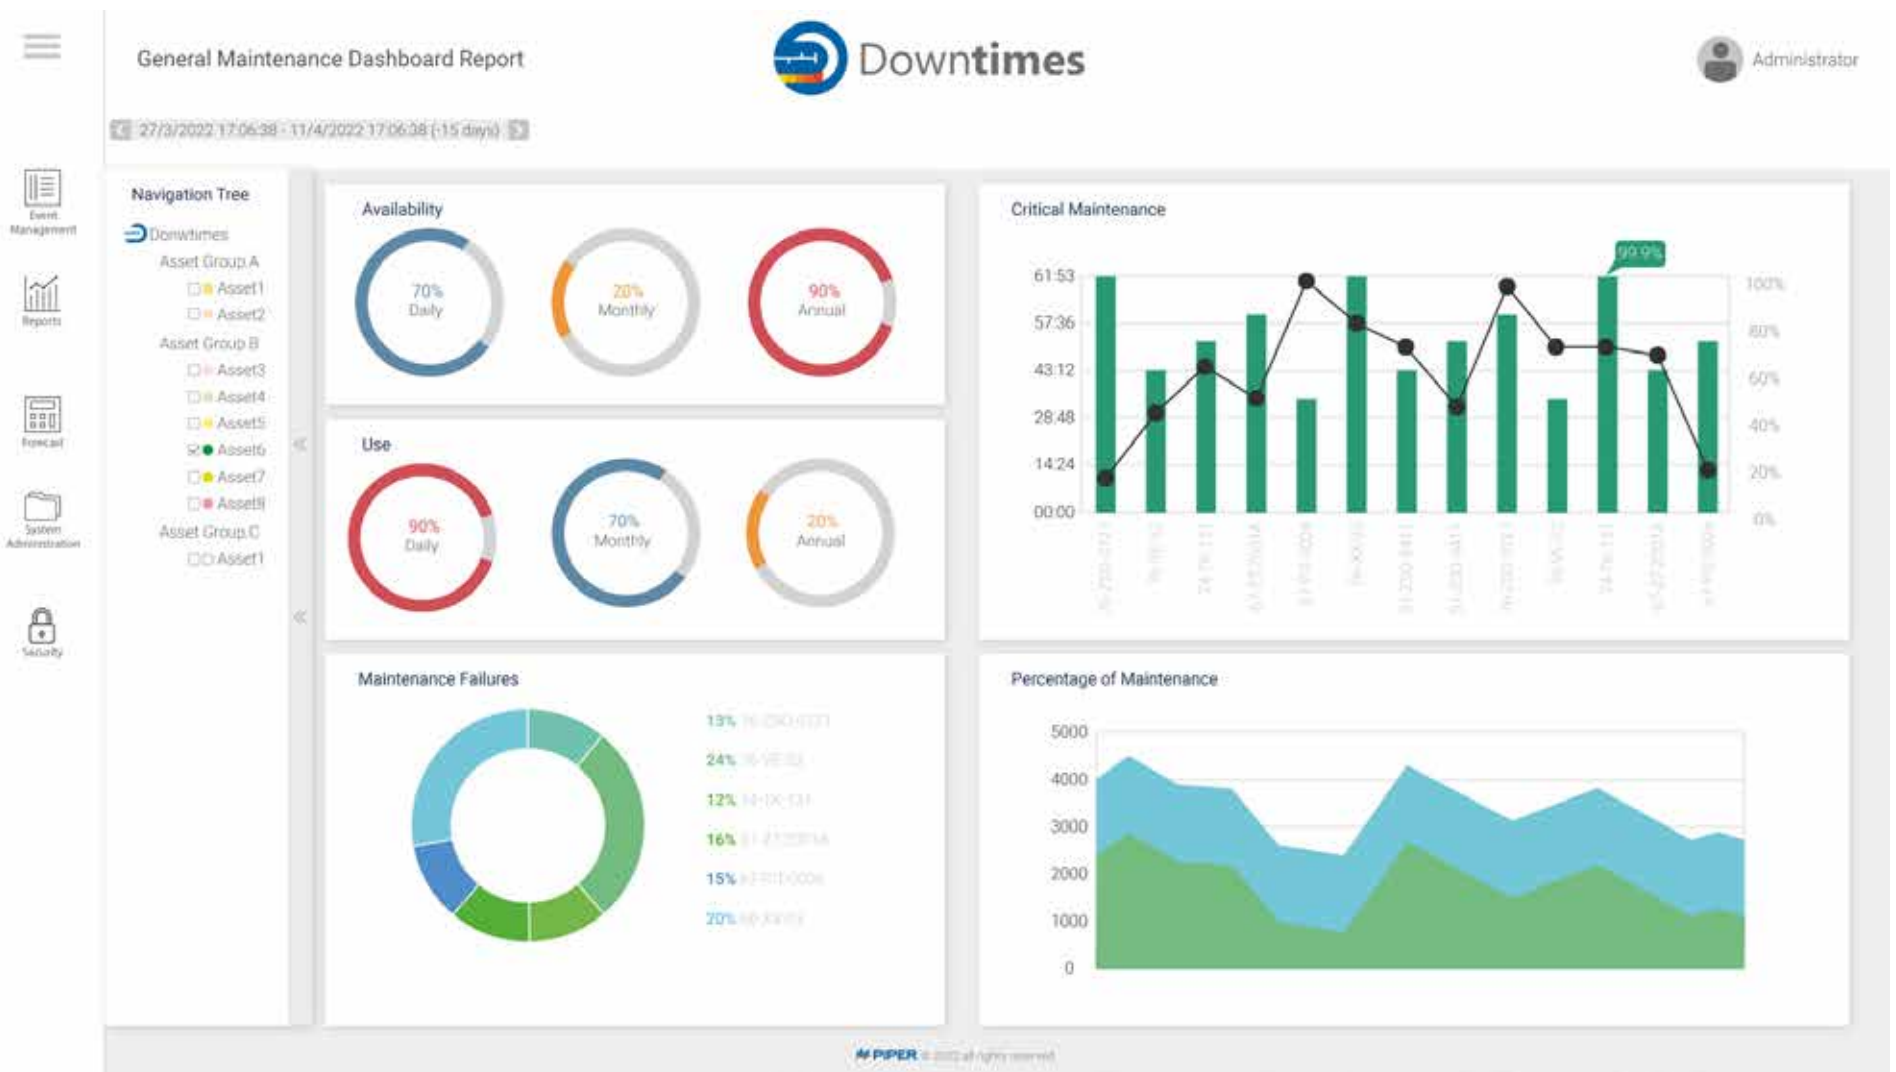 General Maintenance Dashboard Report
Downtimes
Administrator
27/3/2022 17:06:38 - 11/4/2022 17:06:38 (-15 days)
Event
Management
Reports
Forecast
System
Administration
Security
Navigation Tree
Donwtimes
Asset Group.A
Asset1
Asset2
Asset Group.B
Asset3
Asset4
Asset5
Asset6
Asset7
Asset8
Asset Group.C
Asset1
Availability
70%
Daily
20%
Monthly
90%
Annual
Use
90%
Daily
70%
Monthly
20%
Annual
Maintenance Failures
13%
24%
12%
16%
15%
20%
Critical Maintenance
99.9%
61:53
57:36
43:12
28:48
14:24
00:00
100%
80%
60%
40%
20%
0%
Percentage of Maintenance
5000
4000
3000
2000
1000
0
PIPER © 2022 all rights reserved